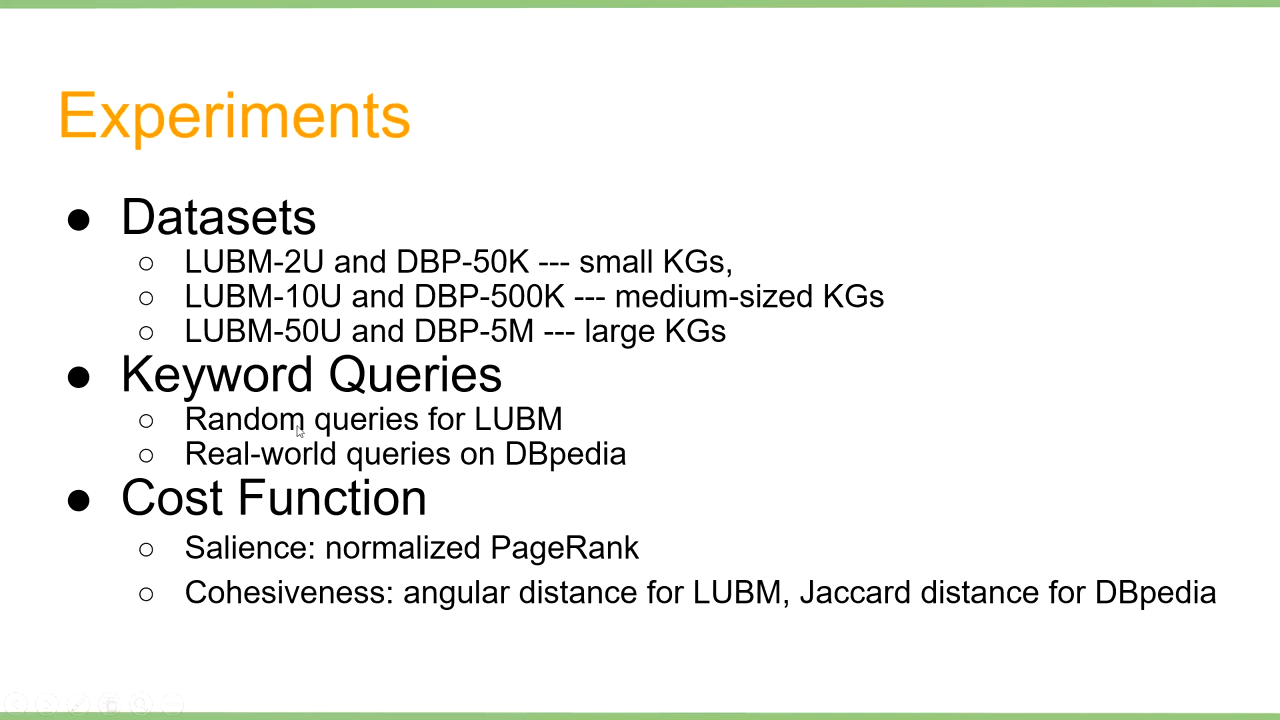 Experiments
● Datasets
○ LUBM-2U and DBP-50K --- small KGs,
○ LUBM-10U and DBP-500K --- medium-sized KGs
○ LUBM-50U and DBP-5M --- large KGs
● Keyword Queries
○ Random queries for LUBM
○ Real-world queries on DBpedia
● Cost Function
○ Salience: normalized PageRank
○ Cohesiveness: angular distance for LUBM, Jaccard distance for DBpedia